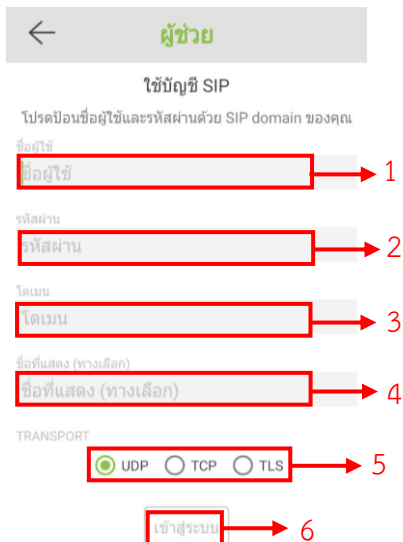 ผู้ช่วย
ใช้บัญชี SIP
โปรดป้อนชื่อผู้ใช้และรหัสผ่านด้วย SIP domain ของคุณ
ชื่อผู้ใช้
ชื่อผู้ใช้ 1
รหัสผ่าน
รหัสผ่าน 2
โดเมน
โดเมน 3
ชื่อที่แสดง (ทางเลือก)
ชื่อที่แสดง (ทางเลือก) 4
TRANSPORT
UDP TCP TLS 5
เข้าสู่ระบบ 6